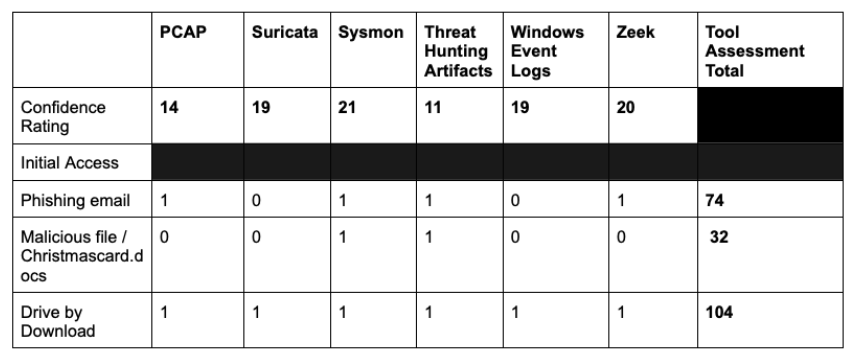 PCAP Suricata Sysmon Threat Hunting Artifacts Windows Event Logs Zeek Tool Assessment Total
Confidence Rating 14 19 21 11 19 20
Initial Access
Phishing email 1 0 1 1 0 1 74
Malicious file / Christmascard.docs 0 0 1 1 0 0 32
Drive by Download 1 1 1 1 1 1 104